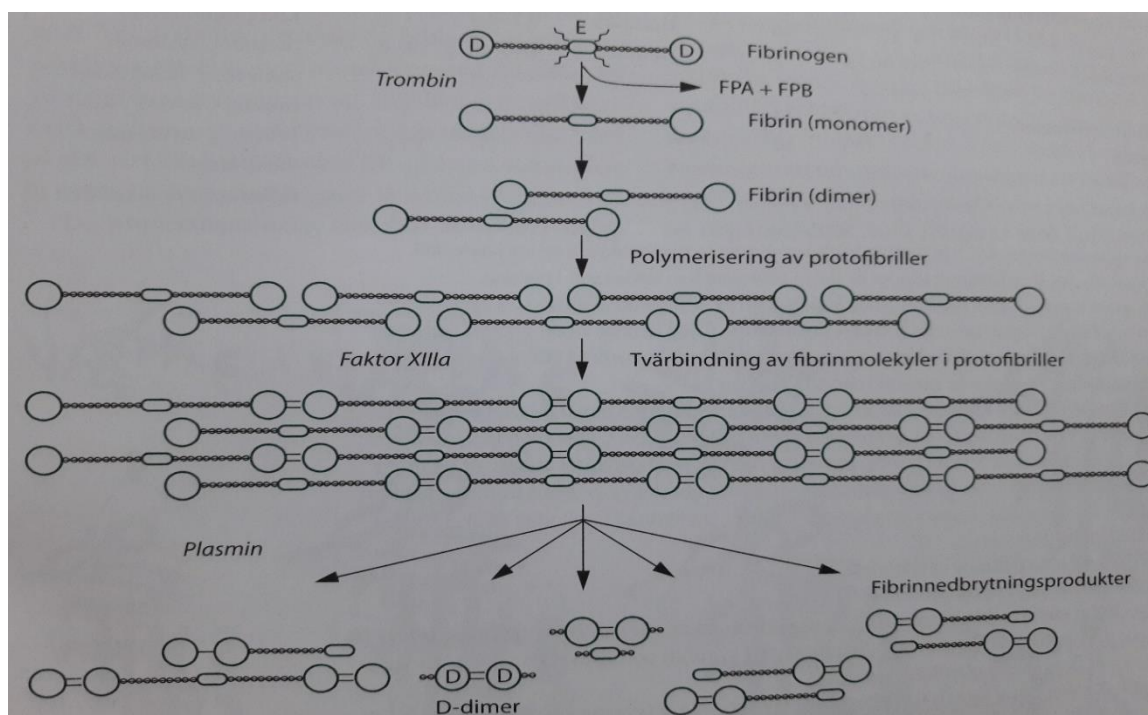 E
D
D
Fibrinogen
Trombin
FPA + FPB
Fibrin (monomer)
Fibrin (dimer)
Polymerisering av protofibriller
Faktor XIIIa
Tvärbindning av fibrinmolekyler i protofibriller
Plasmin
Fibrinnedbrytningsprodukter
D
D
D-dimer